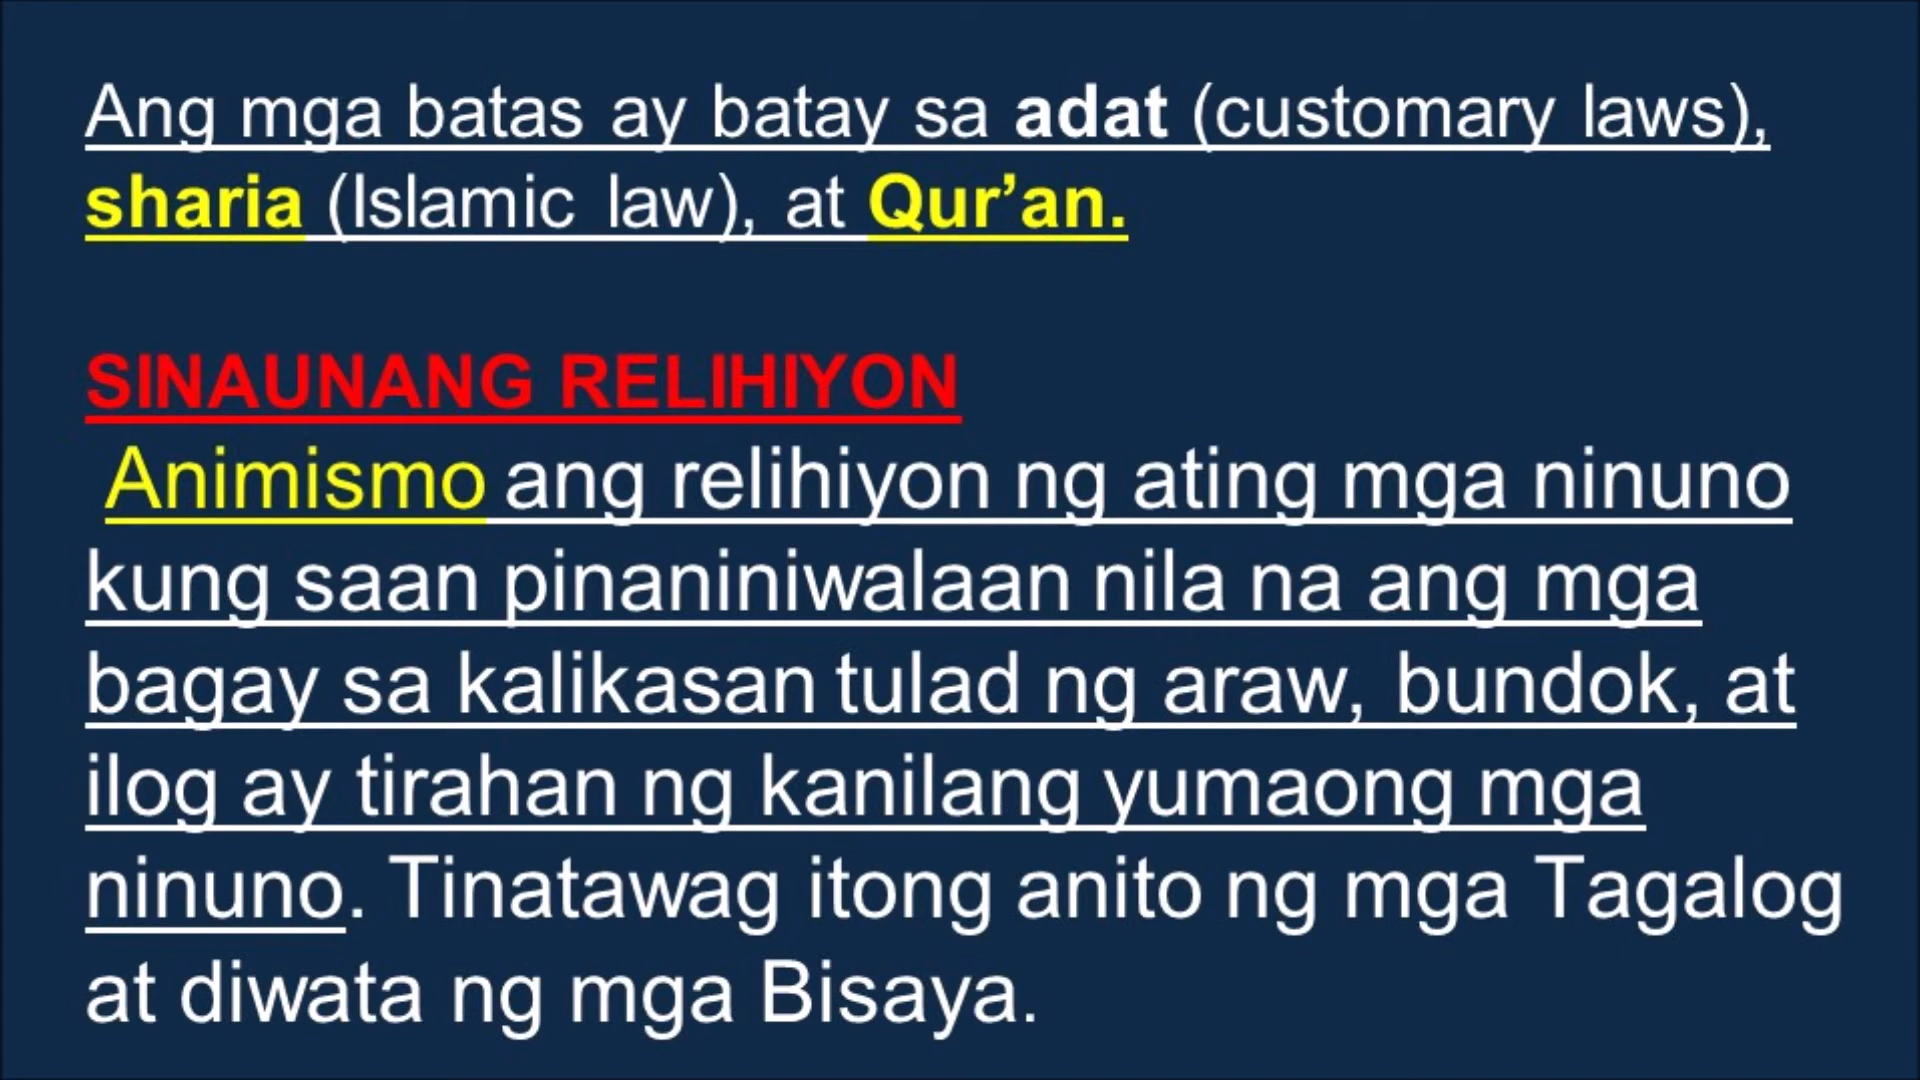 Ang mga batas ay batay sa adat (customary laws),
sharia (Islamic law), at Qur’an.
SINAUNANG RELIHIYON
Animismo ang relihiyon ng ating mga ninuno
kung saan pinaniniwalaan nila na ang mga
bagay sa kalikasan tulad ng araw, bundok, at
ilog ay tirahan ng kanilang yumaong mga
ninuno. Tinatawag itong anito ng mga Tagalog
at diwata ng mga Bisaya.